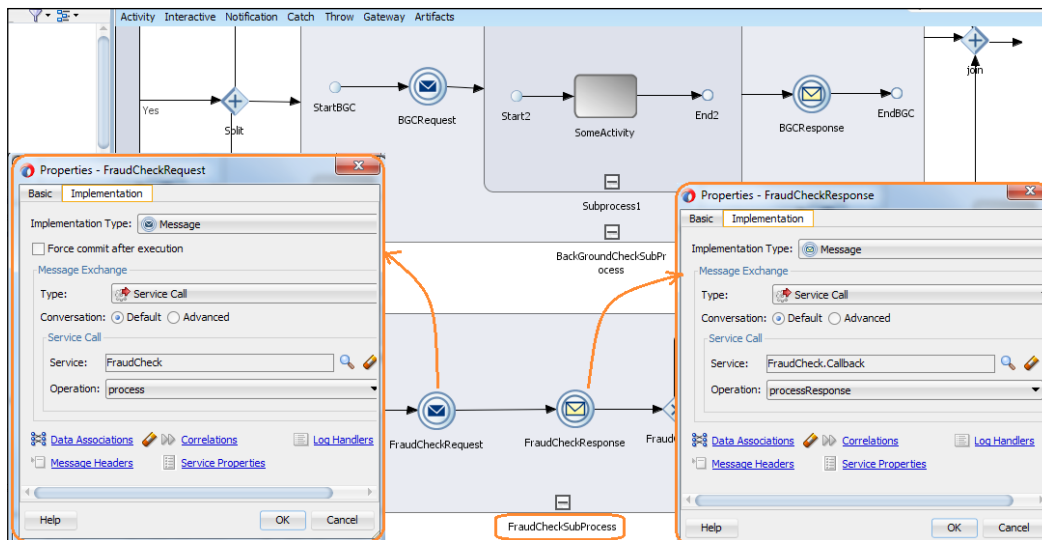 Activity Interactive Notification Catch Throw Gateway Artifacts
Yes
Split
StartBGC
BGCRequest
Start2
SomeActivity
End2
BGCResponse
EndBGC
join
Subprocess1
BackGroundCheckSubPr
ocess
Properties - FraudCheckRequest
Basic Implementation
Implementation Type: Message
Force commit after execution
Message Exchange
Type: Service Call
Conversation: Default Advanced
Service Call
Service: FraudCheck
Operation: process
Data Associations Correlations Log Handlers
Message Headers Service Properties
Help OK Cancel
FraudCheckRequest
FraudCheckResponse
FraudCheckSubProcess
Properties - FraudCheckResponse
Basic Implementation
Implementation Type: Message
Message Exchange
Type: Service Call
Conversation: Default Advanced
Service Call
Service: FraudCheck.Callback
Operation: processResponse
Data Associations Correlations Log Handlers
Message Headers Service Properties
Help OK Cancel